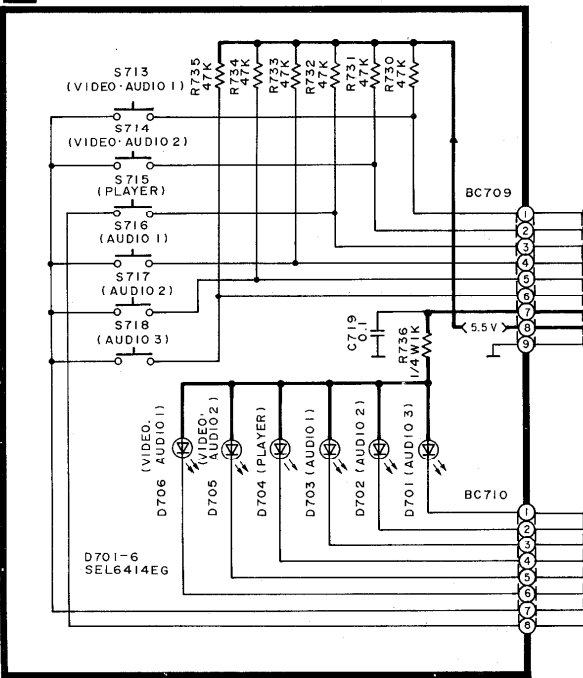 R735
47K
R734
47K
R733
47K
R732
47K
R731
47K
R730
47K
S713
(VIDEO·AUDIO 1)
S714
(VIDEO·AUDIO 2)
S715
(PLAYER)
S716
(AUDIO 1)
S717
(AUDIO 2)
S718
(AUDIO 3)
BC709
1
2
3
4
5
6
7
8
9
5.5V
C719
0.1
R736
1/4W 1K
D706 (VIDEO.
AUDIO 1)
D705 (VIDEO·
AUDIO 2)
D704 (PLAYER)
D703 (AUDIO 1)
D702 (AUDIO 2)
D701 (AUDIO 3)
BC710
1
2
3
4
5
6
7
8
D701-6
SEL6414EG